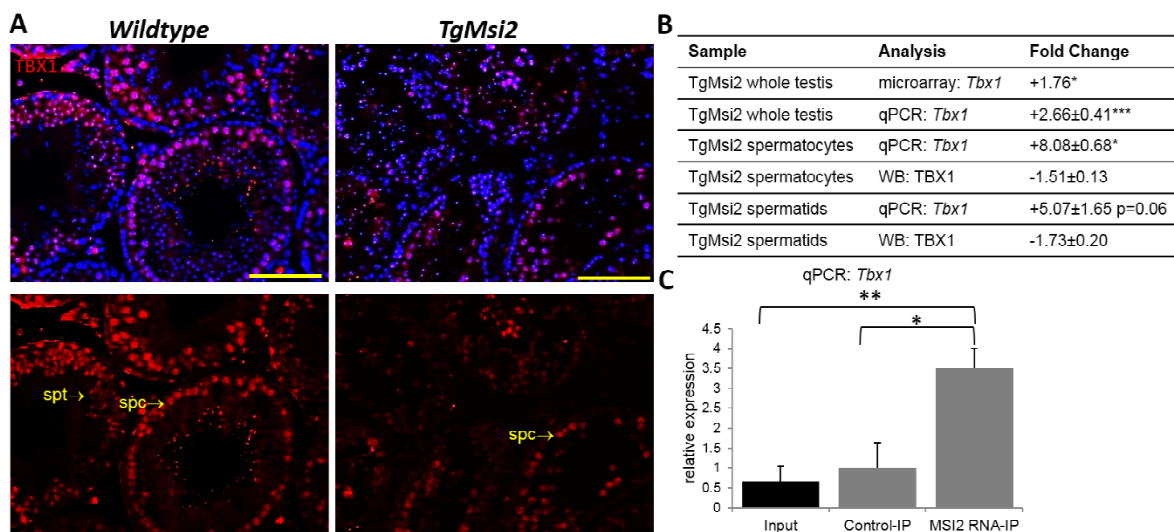 A
Wildtype
TgMsi2
TBX1
spt→
spc→
spc→
B
Sample Analysis Fold Change
TgMsi2 whole testis microarray: Tbx1 +1.76*
TgMsi2 whole testis qPCR: Tbx1 +2.66±0.41***
TgMsi2 spermatocytes qPCR: Tbx1 +8.08±0.68*
TgMsi2 spermatocytes WB: TBX1 -1.51±0.13
TgMsi2 spermatids qPCR: Tbx1 +5.07±1.65 p=0.06
TgMsi2 spermatids WB: TBX1 -1.73±0.20
C
qPCR: Tbx1
**
*
relative expression
4.5
4
3.5
3
2.5
2
1.5
1
0.5
0
Input Control-IP MSI2 RNA-IP